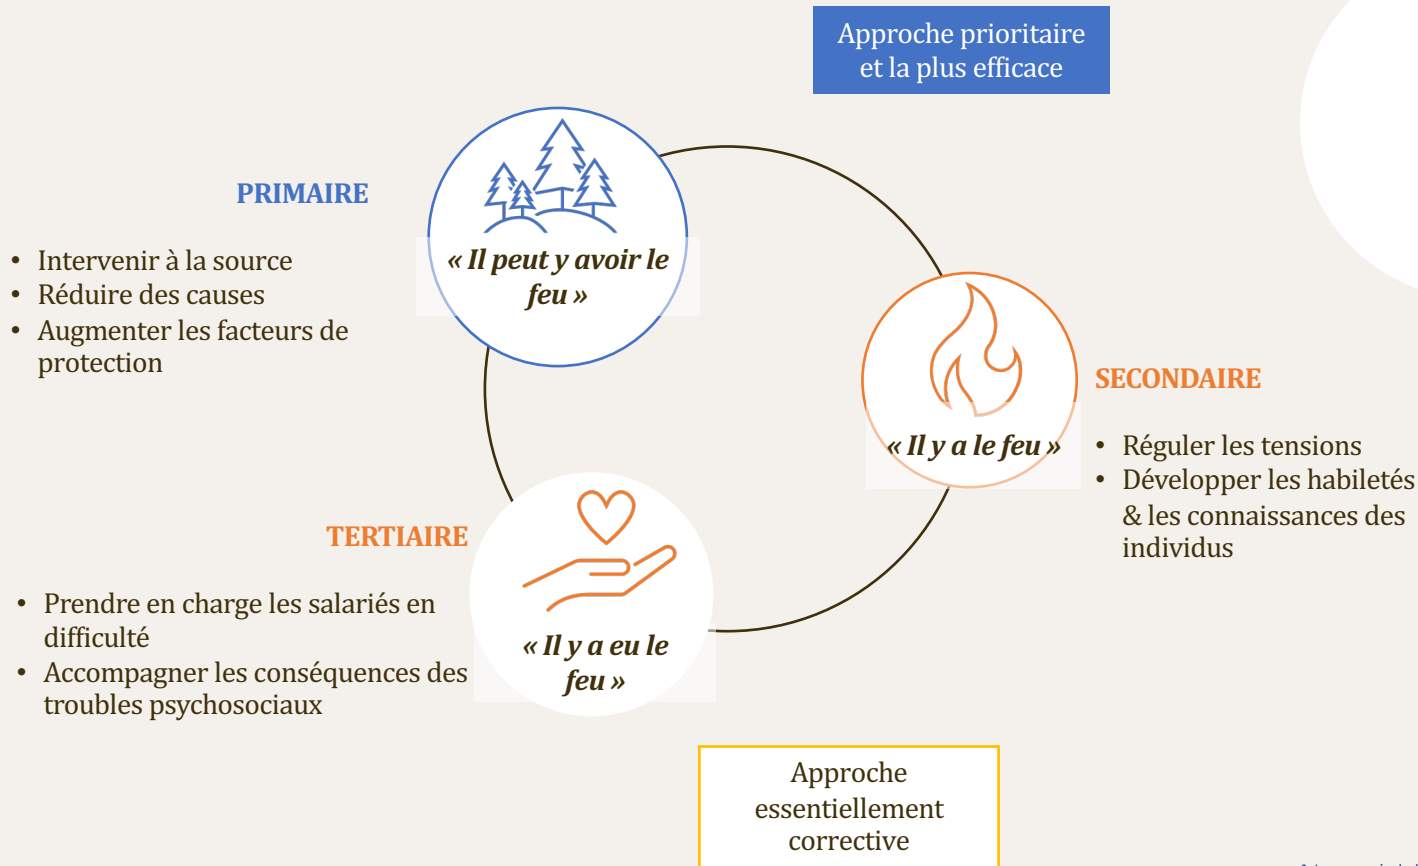 Approche prioritaire
et la plus efficace
PRIMAIRE
• Intervenir à la source
• Réduire des causes
• Augmenter les facteurs de
protection
« Il peut y avoir le
feu »
SECONDAIRE
« Il y a le feu »
• Réguler les tensions
• Développer les habiletés
& les connaissances des
individus
TERTIAIRE
• Prendre en charge les salariés en
difficulté
• Accompagner les conséquences des
troubles psychosociaux
« Il y a eu le
feu »
Approche
essentiellement
corrective